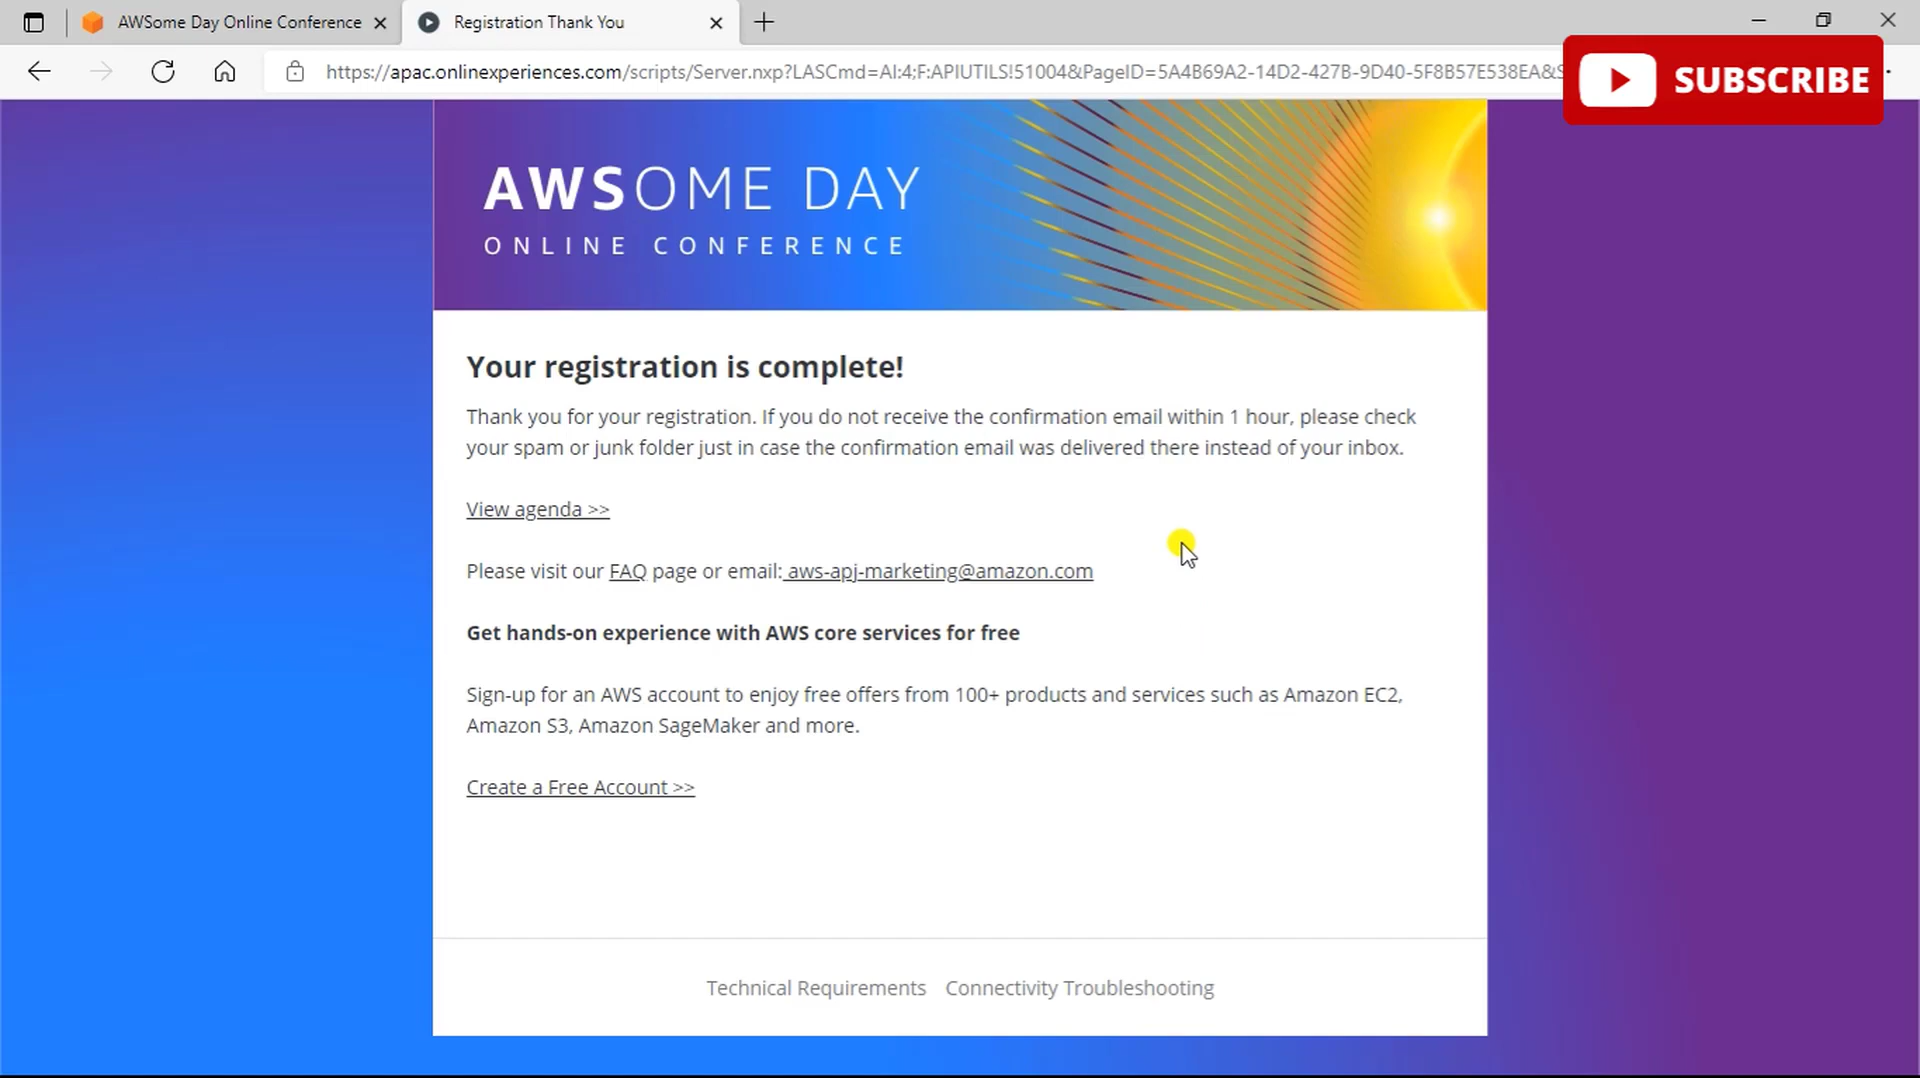 AWSome Day Online Conference
Registration Thank You
https://apac.onlinexperiences.com/scripts/Server.nxp?LASCmd=AI:4;F:APIUTILS!51004&PageID=5A4B69A2-14D2-427B-9D40-5F8B57E538EA&S
SUBSCRIBE
AWSOME DAY
ONLINE CONFERENCE
Your registration is complete!
Thank you for your registration. If you do not receive the confirmation email within 1 hour, please check
your spam or junk folder just in case the confirmation email was delivered there instead of your inbox.
View agenda >>
Please visit our FAQ page or email: aws-apj-marketing@amazon.com
Get hands-on experience with AWS core services for free
Sign-up for an AWS account to enjoy free offers from 100+ products and services such as Amazon EC2,
Amazon S3, Amazon SageMaker and more.
Create a Free Account >>
Technical Requirements Connectivity Troubleshooting